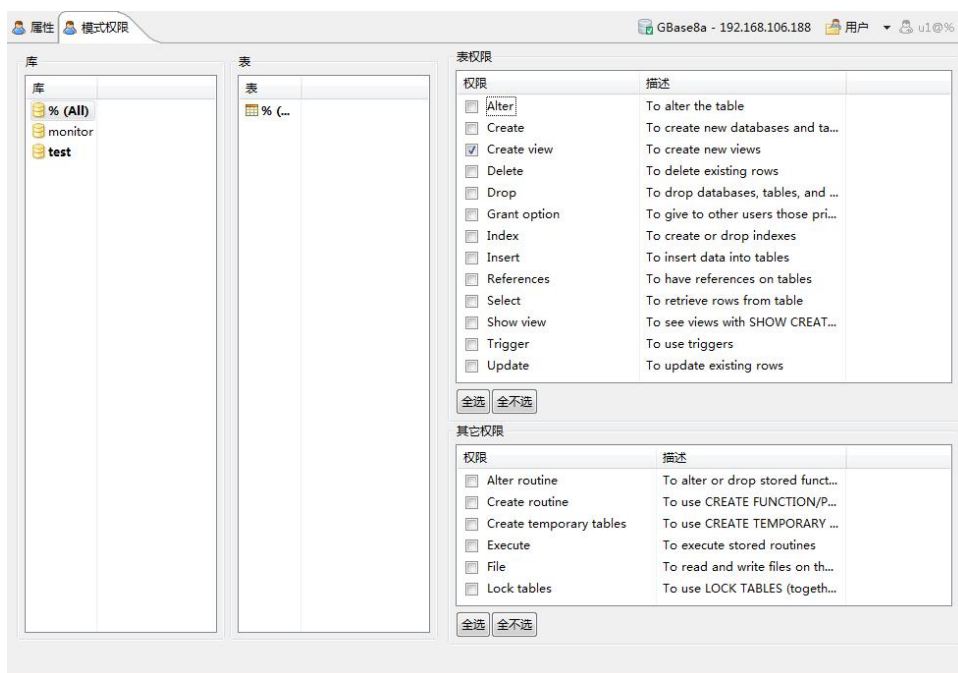 属性 模式权限 GBase8a - 192.168.106.188 用户 u1@%
库
库
% (All)
monitor
test
表
表
% (...
表权限
权限 描述
Alter To alter the table
Create To create new databases and ta...
Create view To create new views
Delete To delete existing rows
Drop To drop databases, tables, and ...
Grant option To give to other users those pri...
Index To create or drop indexes
Insert To insert data into tables
References To have references on tables
Select To retrieve rows from table
Show view To see views with SHOW CREAT...
Trigger To use triggers
Update To update existing rows
全选 全不选
其它权限
权限 描述
Alter routine To alter or drop stored funct...
Create routine To use CREATE FUNCTION/P...
Create temporary tables To use CREATE TEMPORARY ...
Execute To execute stored routines
File To read and write files on th...
Lock tables To use LOCK TABLES (togeth...
全选 全不选